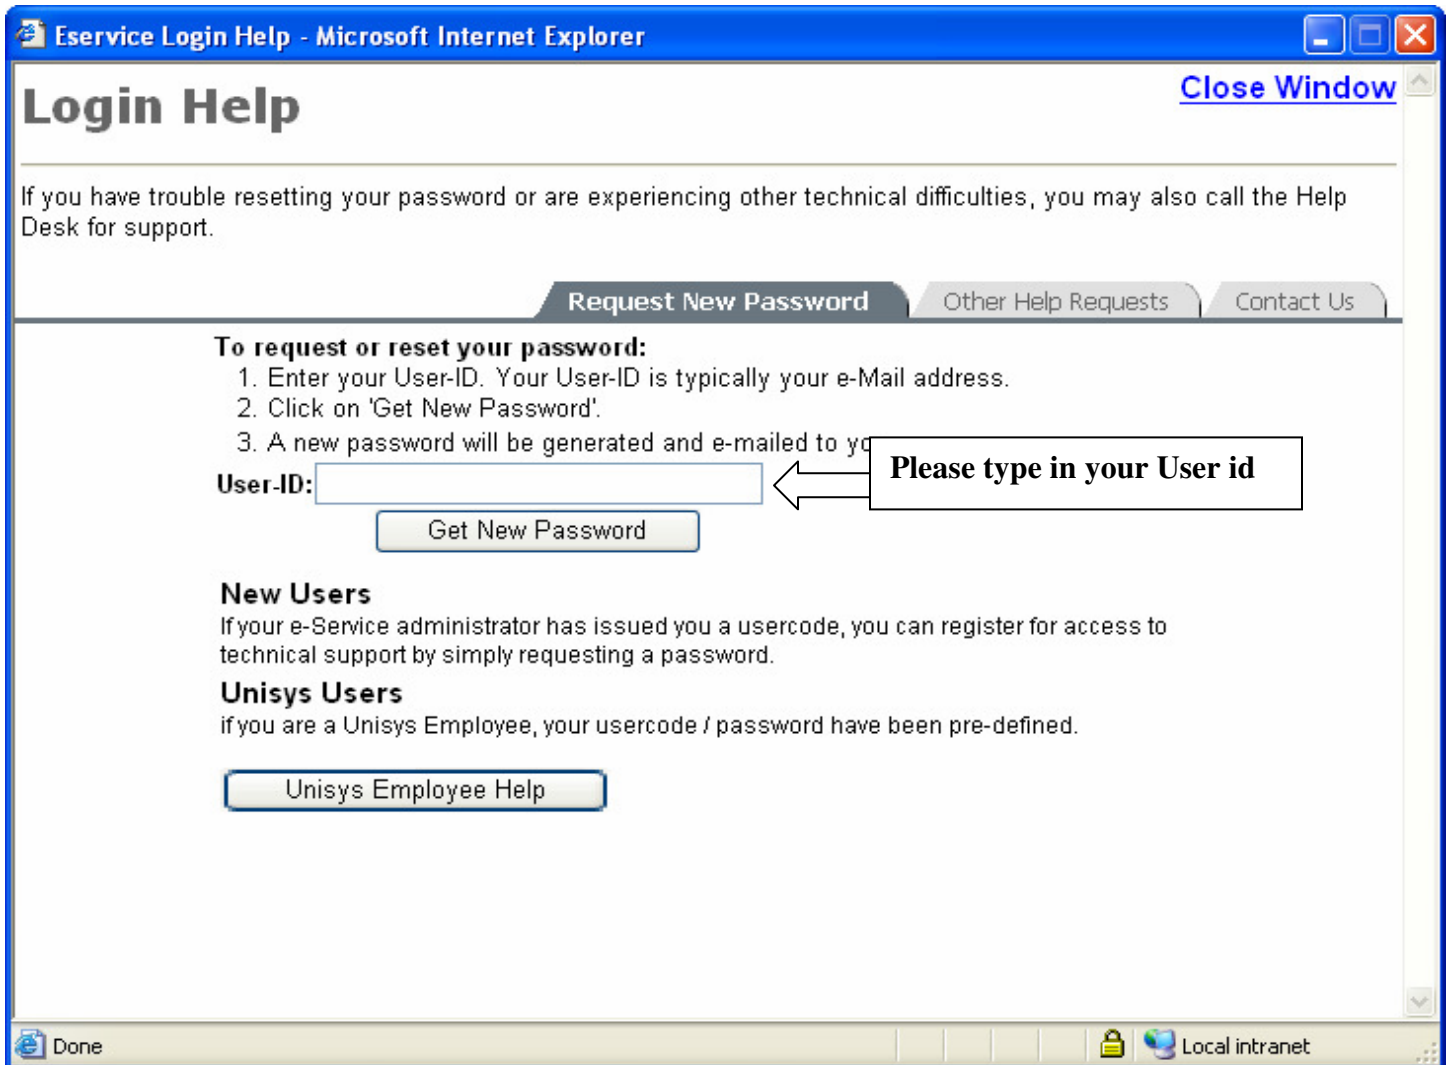 Eservice Login Help - Microsoft Internet Explorer
Close Window
Login Help
If you have trouble resetting your password or are experiencing other technical difficulties, you may also call the Help
Desk for support.
Request New Password
Other Help Requests
Contact Us
To request or reset your password:
1. Enter your User-ID. Your User-ID is typically your e-Mail address.
2. Click on 'Get New Password'.
3. A new password will be generated and e-mailed to
Please type in your User id
User-ID:
Get New Password
New Users
If your e-Service administrator has issued you a usercode, you can register for access to
technical support by simply requesting a password.
Unisys Users
if you are a Unisys Employee, your usercode / password have been pre-defined.
Unisys Employee Help
Done
Local intranet